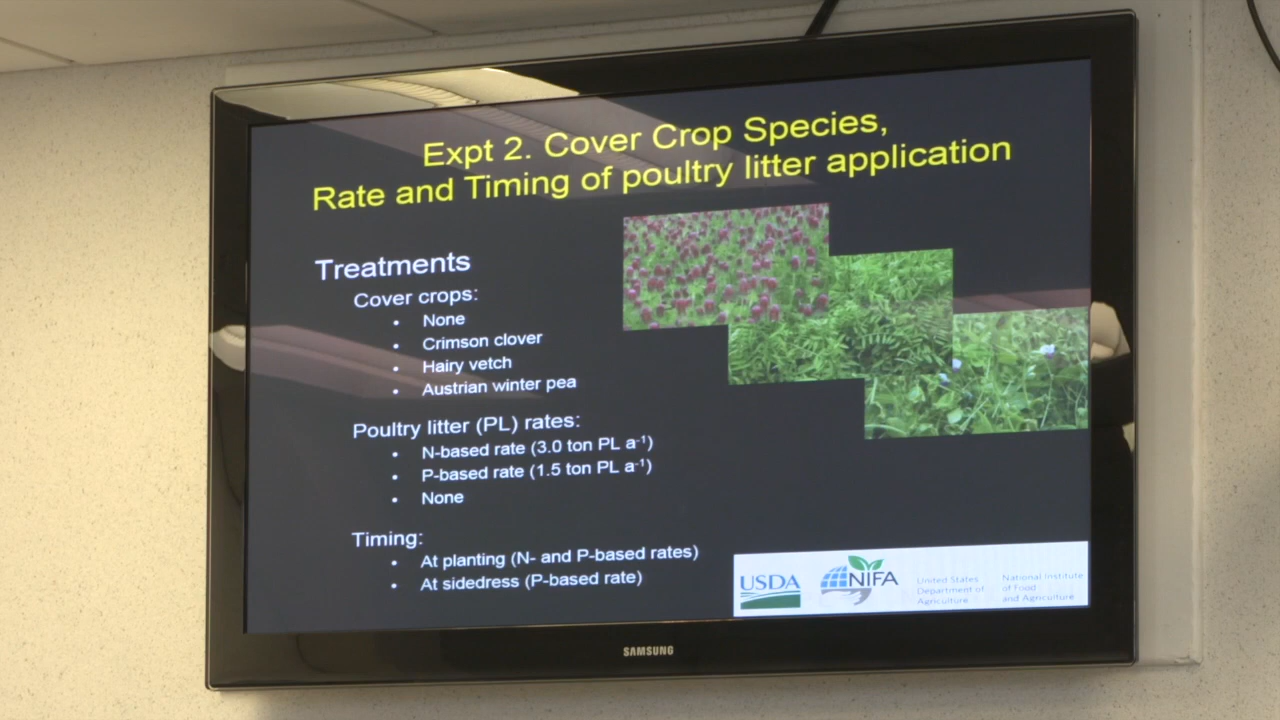 Expt 2. Cover Crop Species,
Rate and Timing of poultry litter application
Treatments
Cover crops:
• None
• Crimson clover
• Hairy vetch
• Austrian winter pea
Poultry litter (PL) rates:
• N-based rate (3.0 ton PL a⁻¹)
• P-based rate (1.5 ton PL a⁻¹)
• None
Timing:
• At planting (N- and P-based rates)
• At sidedress (P-based rate)
USDA
NIFA
United States
Department of
Agriculture
National Institute
of Food
and Agriculture
SAMSUNG